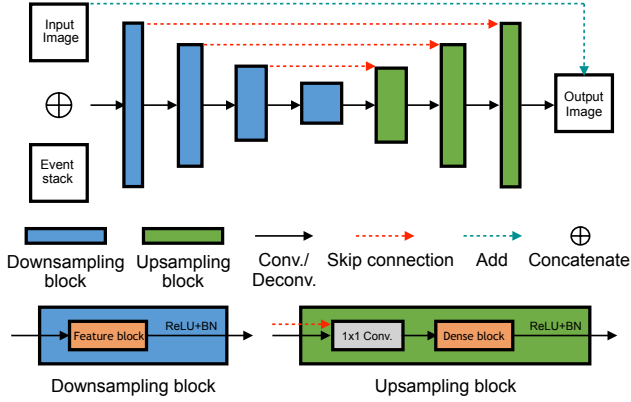 Input
Image
Event
stack
Output
Image
Downsampling
block
Upsampling
block
Conv./
Deconv.
Skip connection
Add
Concatenate
Feature block
ReLU+BN
1x1 Conv.
Dense block
ReLU+BN
Downsampling block
Upsampling block